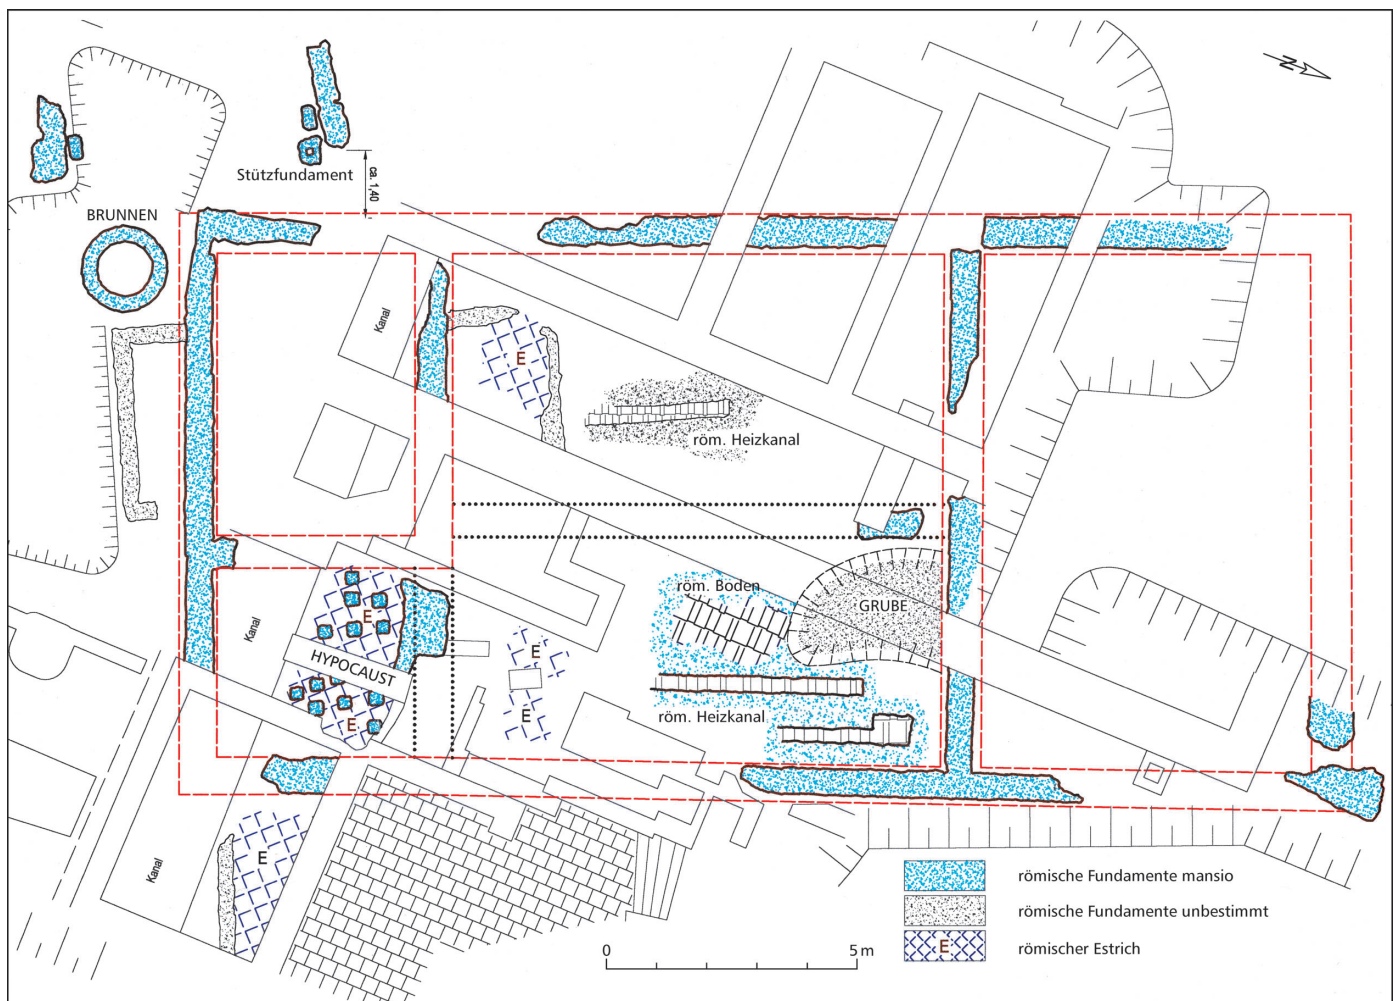 N
Stützfundament
ca. 1,40
BRUNNEN
Kanal
E
röm. Heizkanal
röm. Boden
GRUBE
E
Kanal
HYPOCAUST
E
E
röm. Heizkanal
E
E
Kanal
römische Fundamente mansio
römische Fundamente unbestimmt
E römischer Estrich
0 5 m